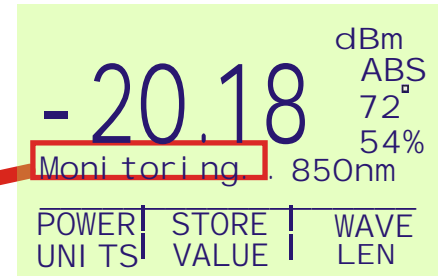 dBm
-20.18 ABS
72°
54%
Monitoring.. 850nm
POWER STORE WAVE
UNITS VALUE LEN